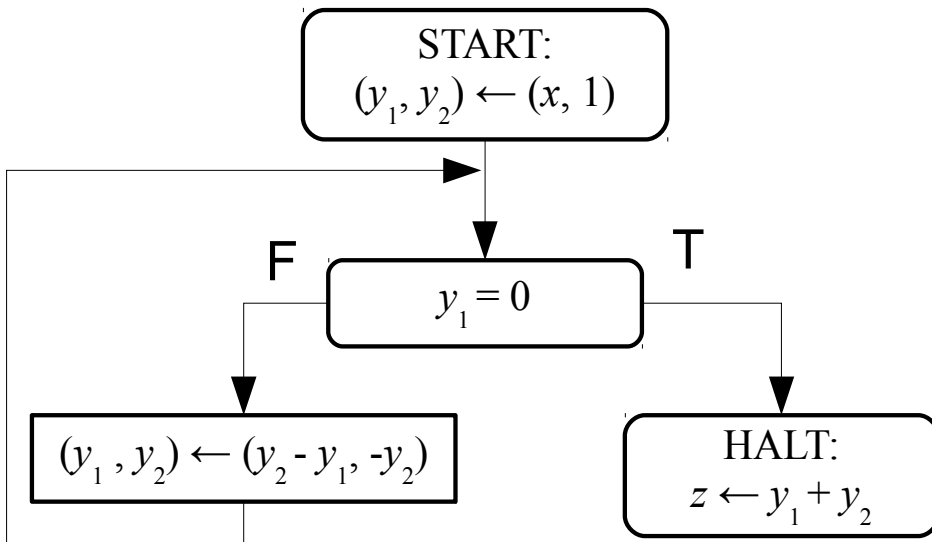 START:
(y₁, y₂) ← (x, 1)
F
T
y₁ = 0
(y₁ , y₂) ← (y₂ - y₁, -y₂)
HALT:
z ← y₁ + y₂